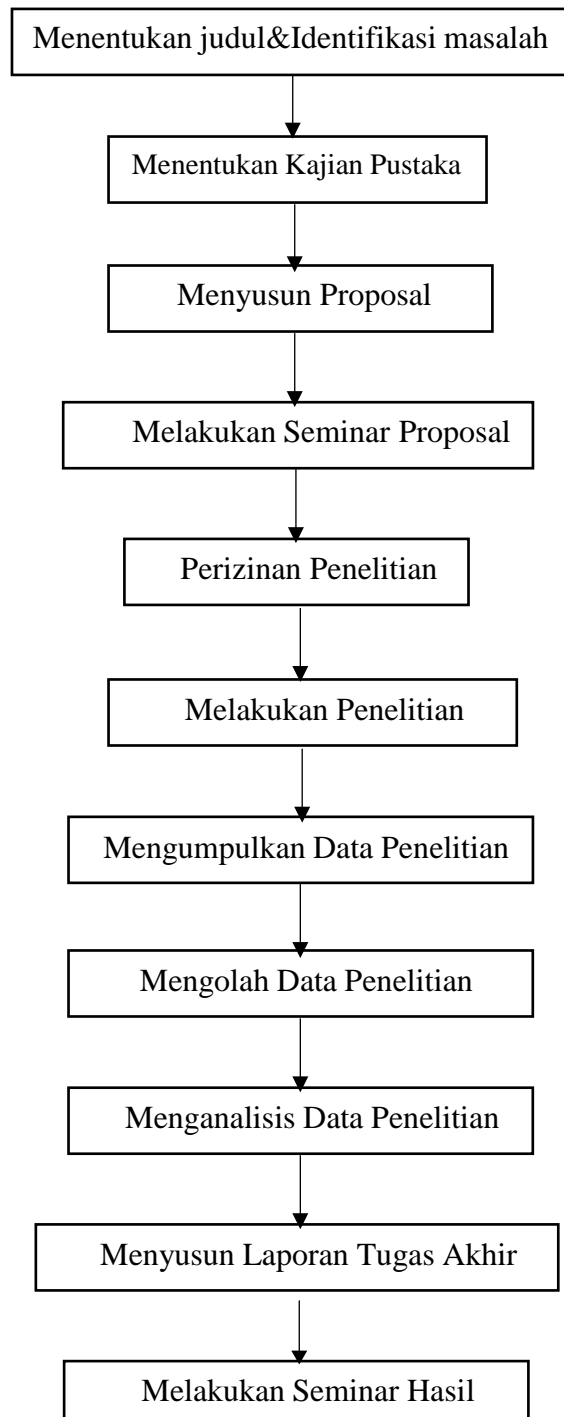 Menentukan judul&Identifikasi masalah
Menentukan Kajian Pustaka
Menyusun Proposal
Melakukan Seminar Proposal
Perizinan Penelitian
Melakukan Penelitian
Mengumpulkan Data Penelitian
Mengolah Data Penelitian
Menganalisis Data Penelitian
Menyusun Laporan Tugas Akhir
Melakukan Seminar Hasil